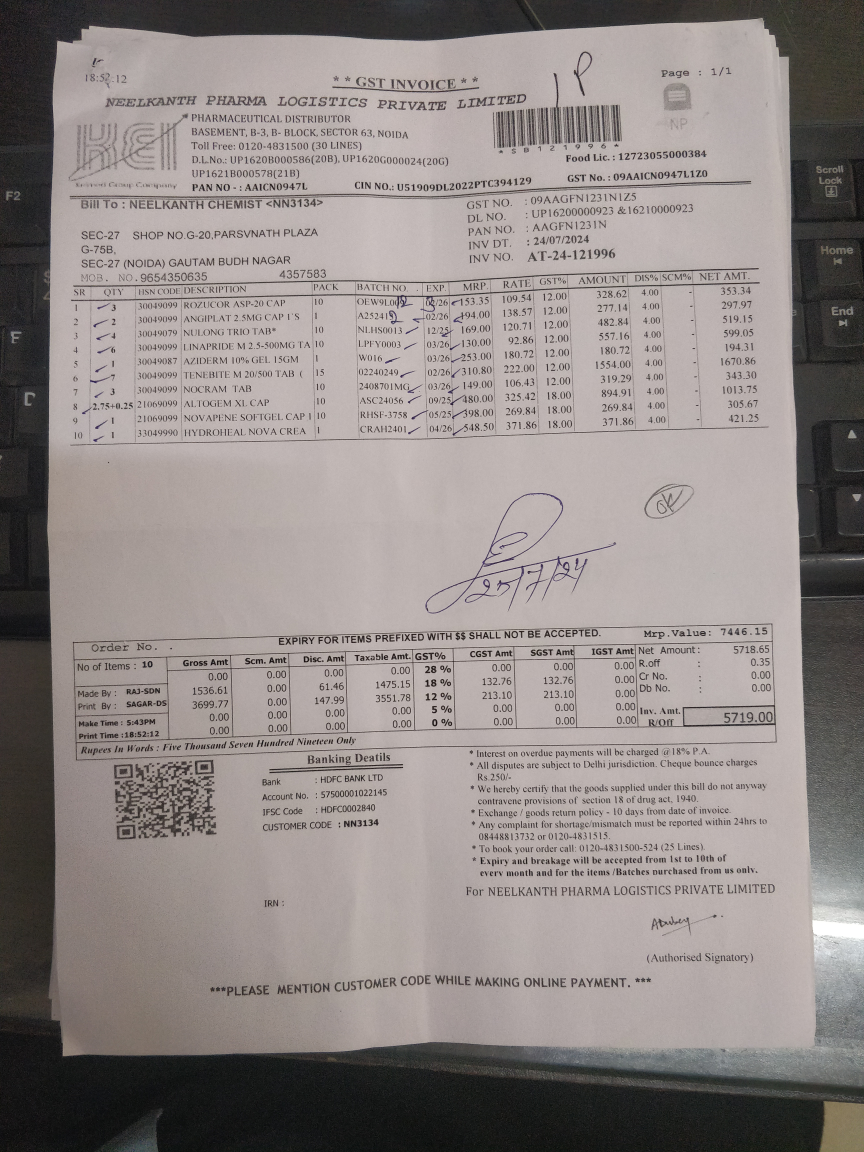 18:52:12
* * GST INVOICE * *
1P
Page : 1/1
NEELKANTH PHARMA LOGISTICS PRIVATE LIMITED
NP
KEI
Kesvven Group Company
PHARMACEUTICAL DISTRIBUTOR
BASEMENT, B-3, B- BLOCK, SECTOR 63, NOIDA
Toll Free: 0120-4831500 (30 LINES)
D.L.No.: UP1620B000586(20B), UP1620G000024(20G)
UP1621B000578(21B)
* S B 1 2 1 9 9 6 *
Food Lic. : 12723055000384
PAN NO - : AAICN0947L CIN NO.: U51909DL2022PTC394129 GST No. : 09AAICN0947L1Z0
Bill To : NEELKANTH CHEMIST <NN3134>
SEC-27 SHOP NO.G-20,PARSVNATH PLAZA
G-75B,
SEC-27 (NOIDA) GAUTAM BUDH NAGAR
MOB. NO.9654350635 4357583
GST NO. : 09AAGFN1231N1Z5
DL NO. : UP16200000923 &16210000923
PAN NO. : AAGFN1231N
INV DT. : 24/07/2024
INV NO. AT-24-121996
SR QTY HSN CODE DESCRIPTION PACK BATCH NO. . EXP. MRP. RATE GST% AMOUNT DIS% SCM% NET AMT.
1 3 30049099 ROZUCOR ASP-20 CAP 10 /26 153.35 109.54 12.00 328.62 4.00 - 353.34
2 2 30049099 ANGIPLAT 2.5MG CAP 1`S 1 02/26 494.00 138.57 12.00 277.14 4.00 - 297.97
3 4 30049079 NULONG TRIO TAB* 10 NLHS0013 12/25 169.00 120.71 12.00 482.84 4.00 - 519.15
4 6 30049099 LINAPRIDE M 2.5-500MG TA 10 LPFY0003 03/26 130.00 92.86 12.00 557.16 4.00 - 599.05
5 1 30049087 AZIDERM 10% GEL 15GM 1 W016 03/26 253.00 180.72 12.00 180.72 4.00 - 194.31
6 7 30049099 TENEBITE M 20/500 TAB ( 15 02240249 02/26 310.80 222.00 12.00 1554.00 4.00 - 1670.86
7 3 30049099 NOCRAM TAB 10 2408701MG 03/26 149.00 106.43 12.00 319.29 4.00 - 343.30
8 2.75+0.25 21069099 ALTOGEM XL CAP 10 ASC24056 09/25 480.00 325.42 18.00 894.91 4.00 - 1013.75
9 1 21069099 NOVAPENE SOFTGEL CAP 1 10 RHSF-3758 05/25 398.00 269.84 18.00 269.84 4.00 - 305.67
10 1 33049990 HYDROHEAL NOVA CREA 1 CRAH2401 04/26 548.50 371.86 18.00 371.86 4.00 - 421.25
OK
25/7/24
Order No. .
EXPIRY FOR ITEMS PREFIXED WITH $$ SHALL NOT BE ACCEPTED.
Mrp.Value: 7446.15
No of Items : 10
Made By : RAJ-SDN
Print By : SAGAR-DS
Make Time : 5:43PM
Print Time :18:52:12
Gross Amt Scm. Amt Disc. Amt Taxable Amt. GST% CGST Amt SGST Amt IGST Amt
0.00 0.00 0.00 0.00 28 % 0.00 0.00 0.00
1536.61 0.00 61.46 1475.15 18 % 132.76 132.76 0.00
3699.77 0.00 147.99 3551.78 12 % 213.10 213.10 0.00
0.00 0.00 0.00 0.00 5 % 0.00 0.00 0.00
0.00 0.00 0.00 0.00 0 % 0.00 0.00 0.00
Net Amount : 5718.65
R.off : 0.35
Cr No. : 0.00
Db No. : 0.00
Inv. Amt.
R/Off 5719.00
Rupees In Words : Five Thousand Seven Hundred Nineteen Only
Banking Deatils
Bank : HDFC BANK LTD
Account No. : 57500001022145
IFSC Code : HDFC0002840
CUSTOMER CODE : NN3134
IRN :
* Interest on overdue payments will be charged @18% P.A.
* All disputes are subject to Delhi jurisdiction. Cheque bounce charges
Rs.250/-
* We hereby certify that the goods supplied under this bill do not anyway
contravene provisions of section 18 of drug act, 1940.
* Exchange / goods return policy - 10 days from date of invoice.
* Any complaint for shortage/mismatch must be reported within 24hrs to
08448813732 or 0120-4831515.
* To book your order call: 0120-4831500-524 (25 Lines).
* Expiry and breakage will be accepted from 1st to 10th of
every month and for the items /Batches purchased from us only.
For NEELKANTH PHARMA LOGISTICS PRIVATE LIMITED
(Authorised Signatory)
***PLEASE MENTION CUSTOMER CODE WHILE MAKING ONLINE PAYMENT. ***
F2
F
D
Scroll
Lock
Home
End